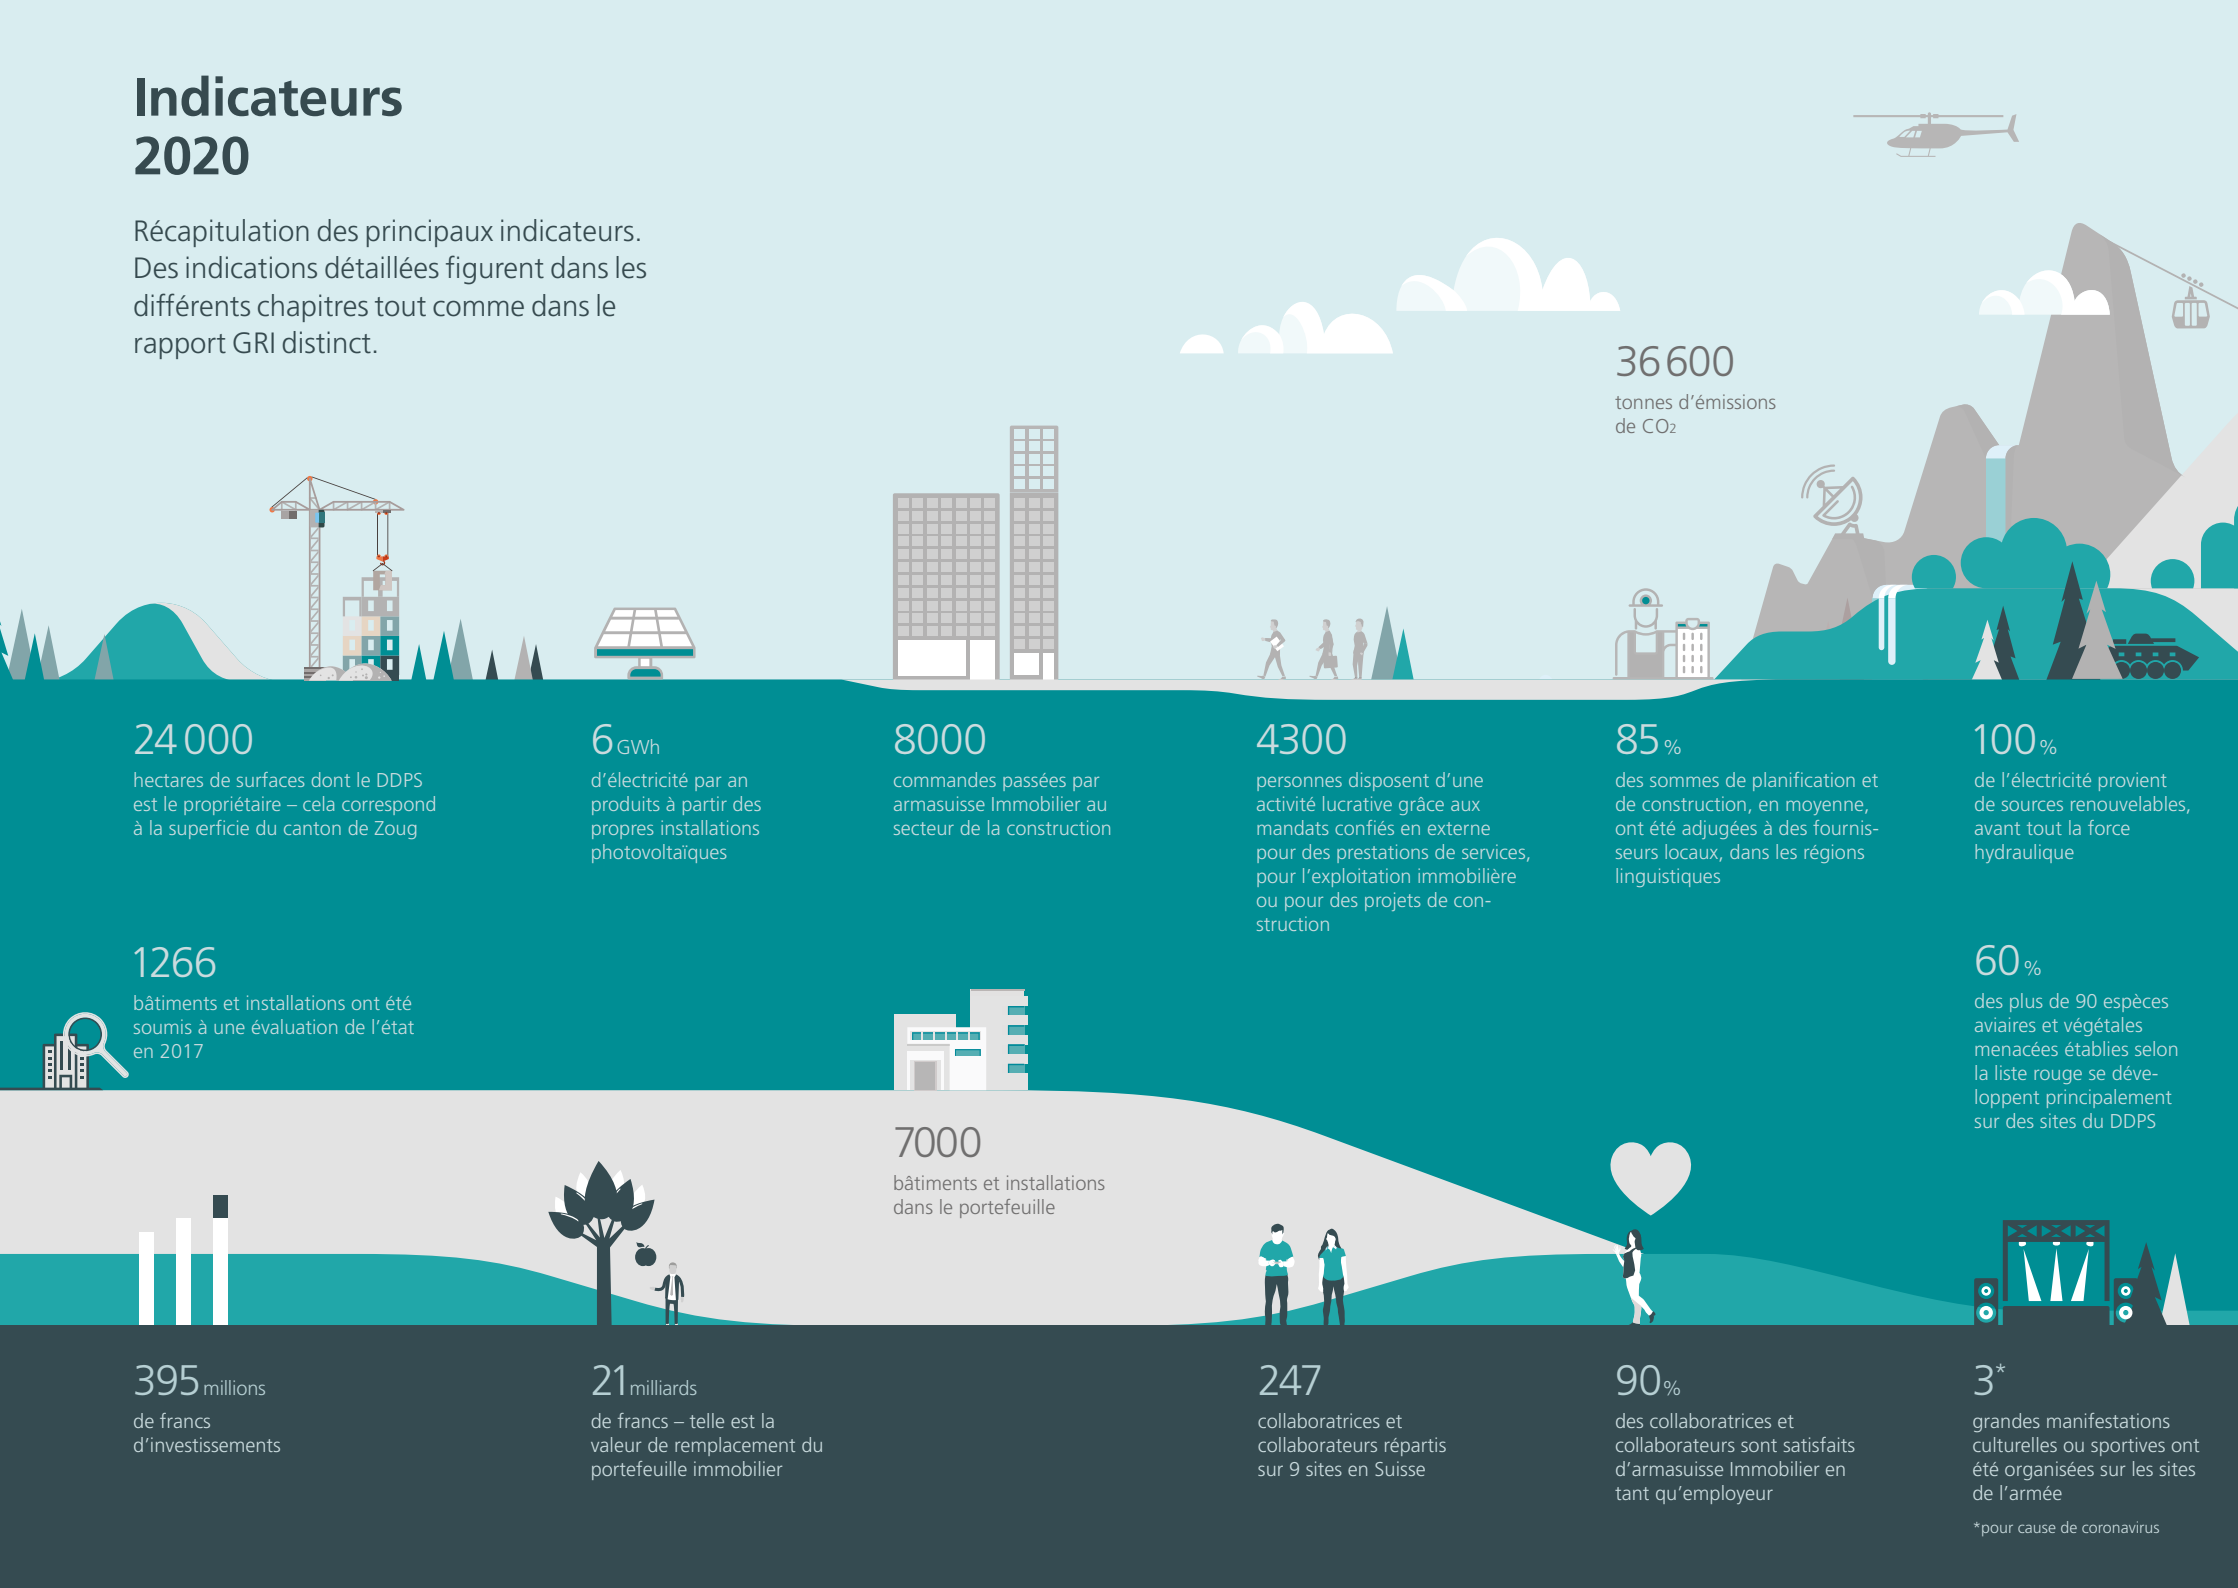 Indicateurs
2020
Récapitulation des principaux indicateurs.
Des indications détaillées figurent dans les
différents chapitres tout comme dans le
rapport GRI distinct.
36 600
tonnes d’émissions
de CO2
24 000
hectares de surfaces dont le DDPS
est le propriétaire – cela correspond
à la superficie du canton de Zoug
6 GWh
d’électricité par an
produits à partir des
propres installations
photovoltaïques
8000
commandes passées par
armasuisse Immobilier au
secteur de la construction
4300
personnes disposent d’une
activité lucrative grâce aux
mandats confiés en externe
pour des prestations de services,
pour l’exploitation immobilière
ou pour des projets de con-
struction
85 %
des sommes de planification et
de construction, en moyenne,
ont été adjugées à des fournis-
seurs locaux, dans les régions
linguistiques
100 %
de l’électricité provient
de sources renouvelables,
avant tout la force
hydraulique
1266
bâtiments et installations ont été
soumis à une évaluation de l’état
en 2017
60 %
des plus de 90 espèces
aviaires et végétales
menacées établies selon
la liste rouge se déve-
loppent principalement
sur des sites du DDPS
7000
bâtiments et installations
dans le portefeuille
395 millions
de francs
d’investissements
21 milliards
de francs – telle est la
valeur de remplacement du
portefeuille immobilier
247
collaboratrices et
collaborateurs répartis
sur 9 sites en Suisse
90 %
des collaboratrices et
collaborateurs sont satisfaits
d’armasuisse Immobilier en
tant qu’employeur
3*
grandes manifestations
culturelles ou sportives ont
été organisées sur les sites
de l’armée
*pour cause de coronavirus